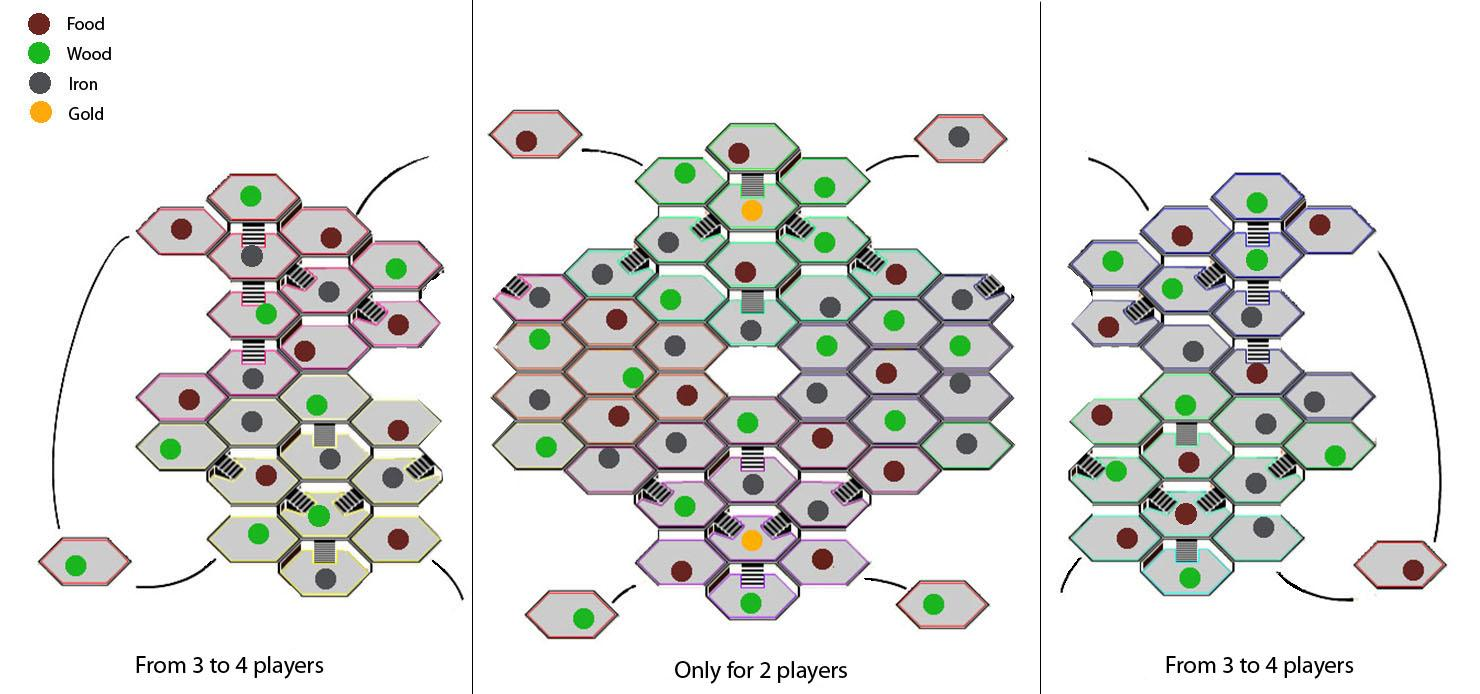 Food
Wood
Iron
Gold
From 3 to 4 players
Only for 2 players
From 3 to 4 players